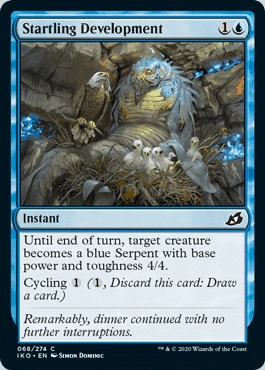 Startling Development 1
Instant
Until end of turn, target creature
becomes a blue Serpent with base
power and toughness 4/4.
Cycling 1 (1, Discard this card: Draw
a card.)
Remarkably, dinner continued with no
further interruptions.
068/274 C
IKO • EN SIMON DOMINIC
™ & © 2020 Wizards of the Coast